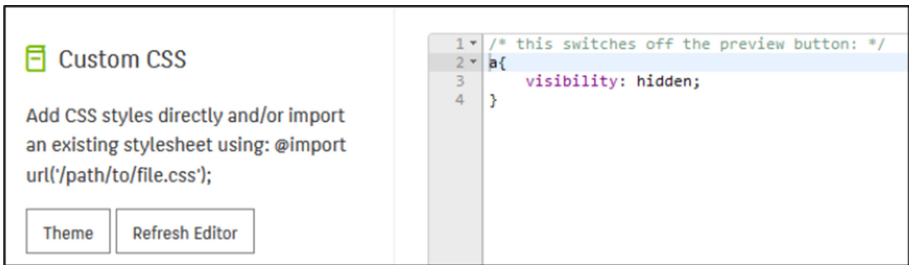 Custom CSS
Add CSS styles directly and/or import
an existing stylesheet using: @import
url('/path/to/file.css');
Theme
Refresh Editor
1 /* this switches off the preview button: */
2 a{
3 visibility: hidden;
4 }